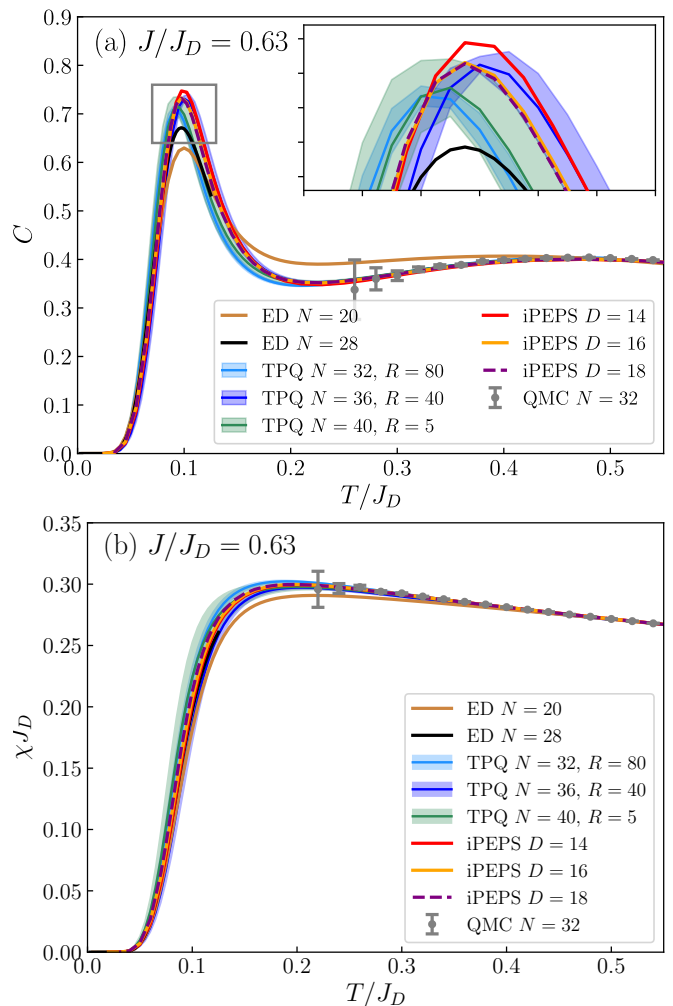 (a) J/J_D = 0.63
0.9
0.8
0.7
0.6
0.5
0.4
0.3
0.2
0.1
0.0
C
ED N = 20
ED N = 28
TPQ N = 32, R = 80
TPQ N = 36, R = 40
TPQ N = 40, R = 5
iPEPS D = 14
iPEPS D = 16
iPEPS D = 18
QMC N = 32
0.0 0.1 0.2 0.3 0.4 0.5
T/J_D
(b) J/J_D = 0.63
0.35
0.30
0.25
0.20
0.15
0.10
0.05
0.00
χJ_D
ED N = 20
ED N = 28
TPQ N = 32, R = 80
TPQ N = 36, R = 40
TPQ N = 40, R = 5
iPEPS D = 14
iPEPS D = 16
iPEPS D = 18
QMC N = 32
0.0 0.1 0.2 0.3 0.4 0.5
T/J_D